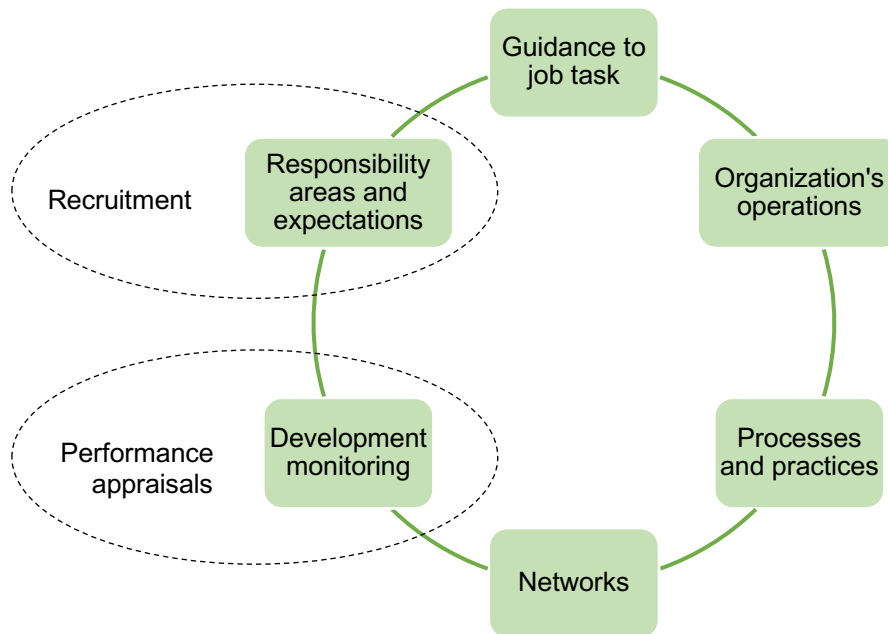 Guidance to
job task
Recruitment
Responsibility
areas and
expectations
Organization's
operations
Performance
appraisals
Development
monitoring
Processes
and practices
Networks